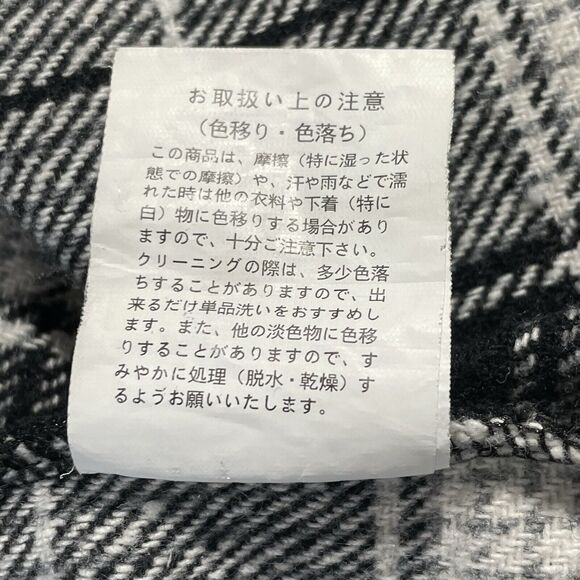 お取扱い上の注意
（色移り・色落ち）
この商品は、摩擦（特に湿った状
態での摩擦）や、汗や雨などで濡
れた時は他の衣料や下着（特に
白）物に色移りする場合があり
ますので、十分ご注意下さい。
クリーニングの際は、多少色落
ちすることがありますので、出
来るだけ単品洗いをおすすめし
ます。また、他の淡色物に色移
りすることがありますので、す
みやかに処理（脱水・乾燥）す
るようお願いいたします。